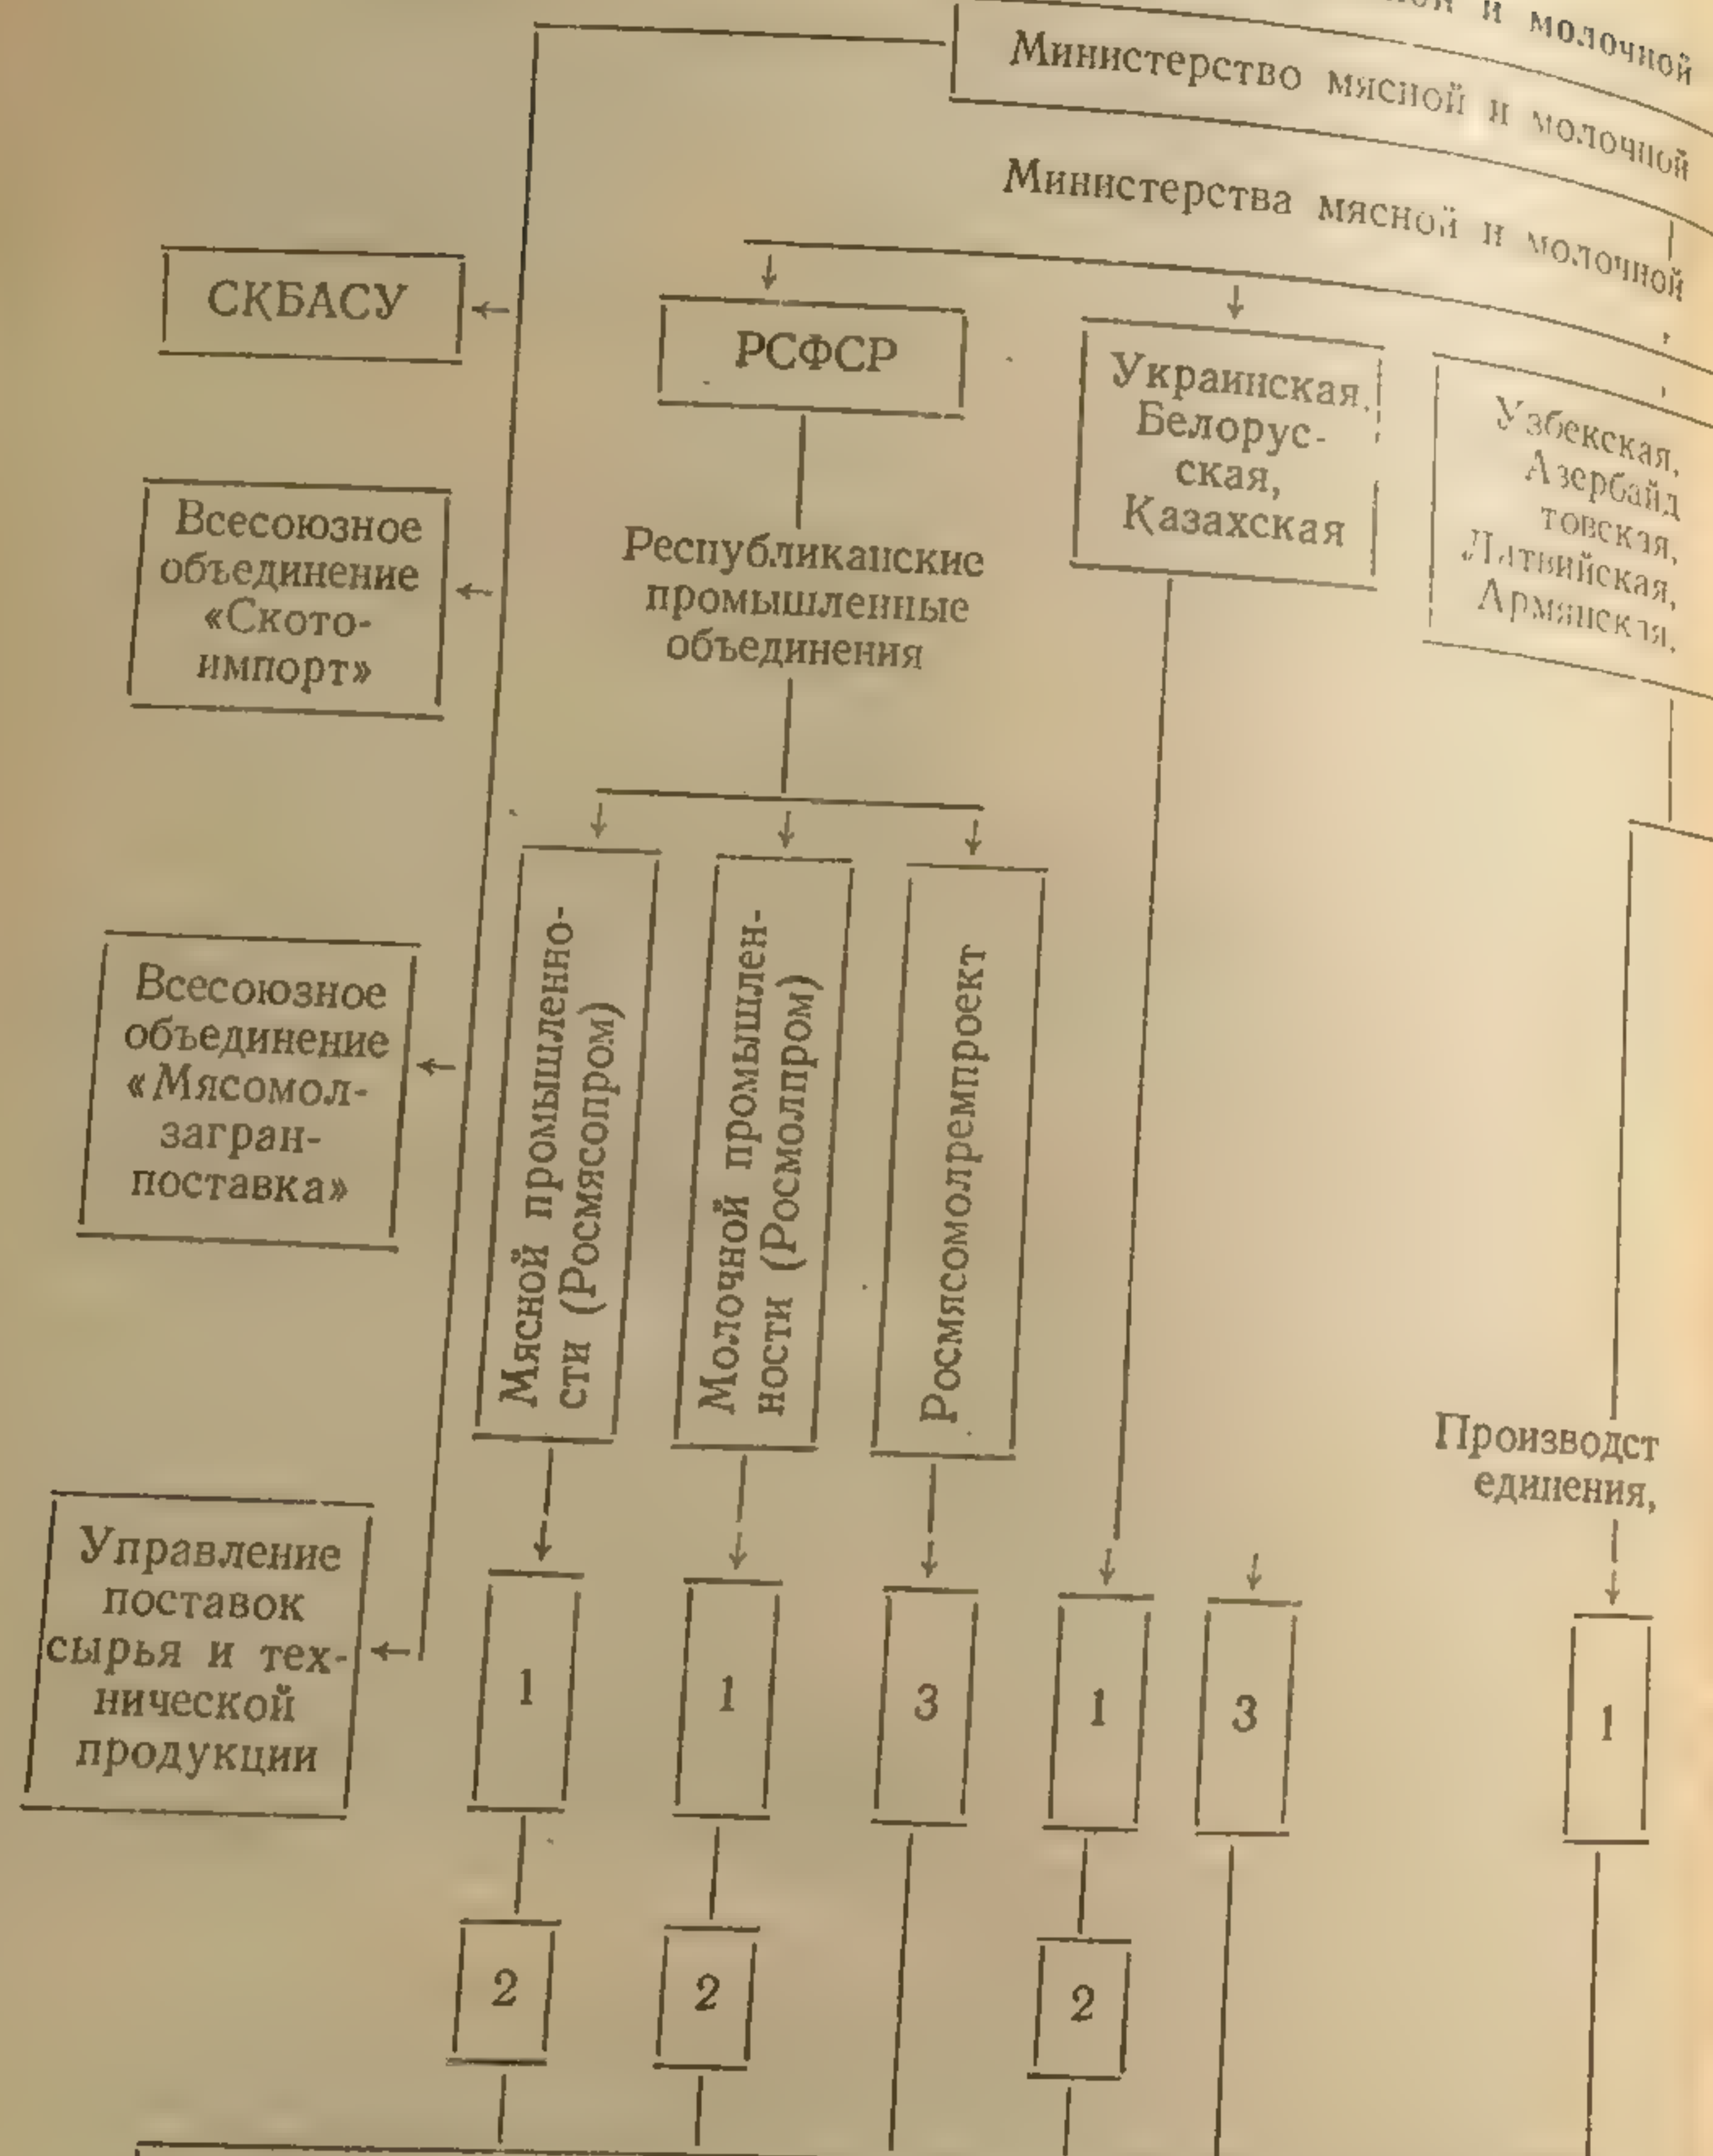 и молочной
Министерство мясной и молочной
Министерства мясной и молочной
СКБАСУ
РСФСР
Украинская,
Белорус-
ская,
Казахская
Узбекская,
Азербайд
товская,
Латвийская,
Армянская,
Всесоюзное
объединение
«Ското-
импорт»
Республиканские
промышленные
объединения
Всесоюзное
объединение
«Мясомол-
загран-
поставка»
Мясной промышленно-
сти (Росмясопром)
Молочной промышлен-
ности (Росмолпром)
Росмясомолремпроект
Производст
единения,
Управление
поставок
сырья и тех-
нической
продукции
1
1
3
1
3
1
2
2
2